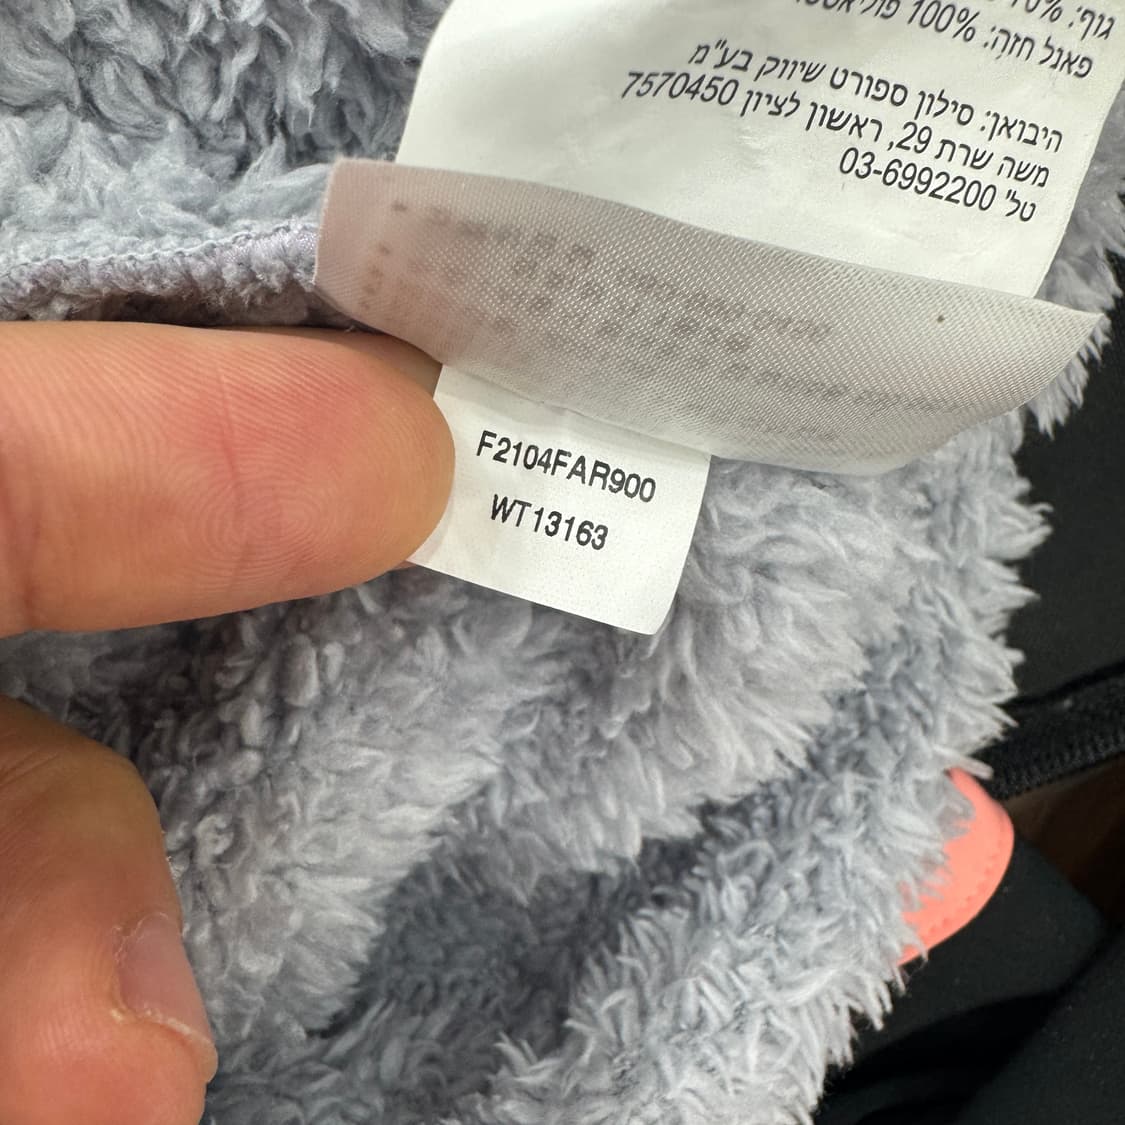 גוף:
פאנל חזה: 100%
היבואן: סילון ספורט שיווק בע"מ
משה שרת 29, ראשון לציון 7570450
טל' 03-6992200
F2104FAR900
WT13163